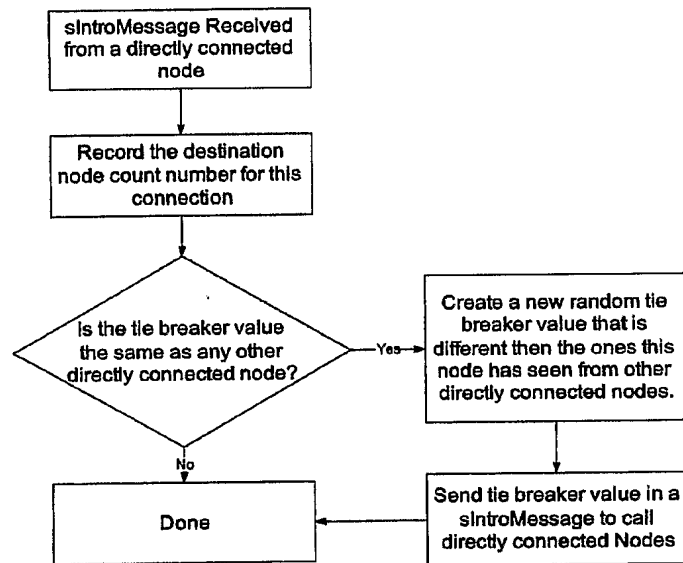 sIntroMessage Received
from a directly connected
node
Record the destination
node count number for this
connection
Is the tie breaker value
the same as any other
directly connected node?
Yes
Create a new random tie
breaker value that is
different then the ones this
node has seen from other
directly connected nodes.
No
Send tie breaker value in a
sIntroMessage to call
directly connected Nodes
Done